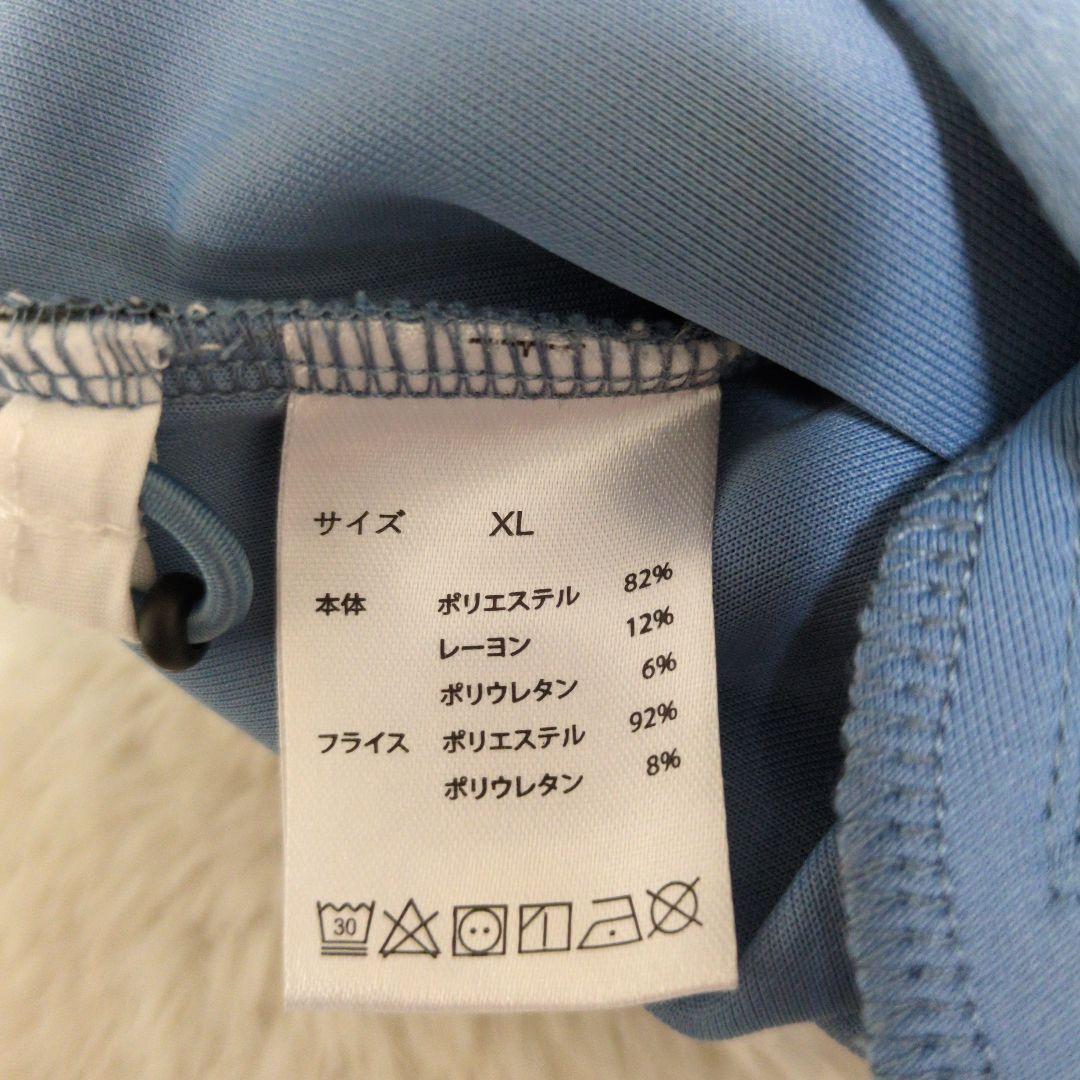 サイズ XL
本体 ポリエステル 82%
レーヨン 12%
ポリウレタン 6%
フライス ポリエステル 92%
ポリウレタン 8%
30